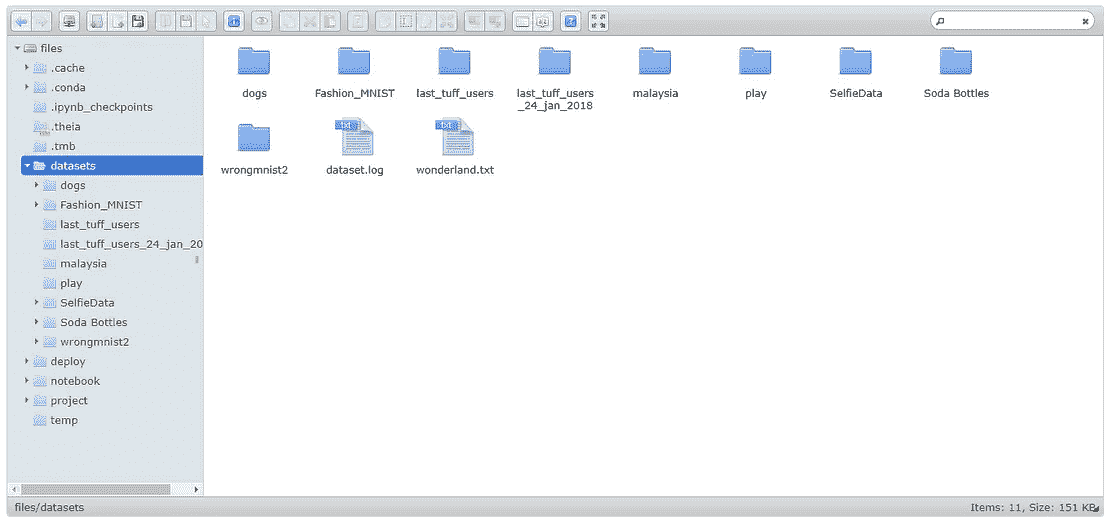 files
.cache
.conda
.ipynb_checkpoints
.theia
.tmb
datasets
dogs
Fashion_MNIST
last_tuff_users
last_tuff_users_24_jan_20
malaysia
play
SelfieData
Soda Bottles
wrongmnist2
deploy
notebook
project
temp
dogs
Fashion_MNIST
last_tuff_users
last_tuff_users
_24_jan_2018
malaysia
play
SelfieData
Soda Bottles
wrongmnist2
dataset.log
wonderland.txt
files/datasets
Items: 11, Size: 151 KB